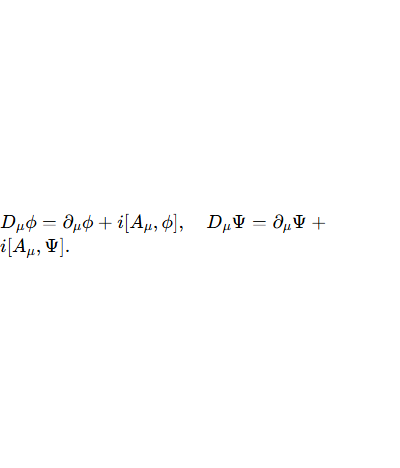 D_μϕ = ∂_μϕ + i[A_μ, ϕ],  D_μΨ = ∂_μΨ +
i[A_μ, Ψ].